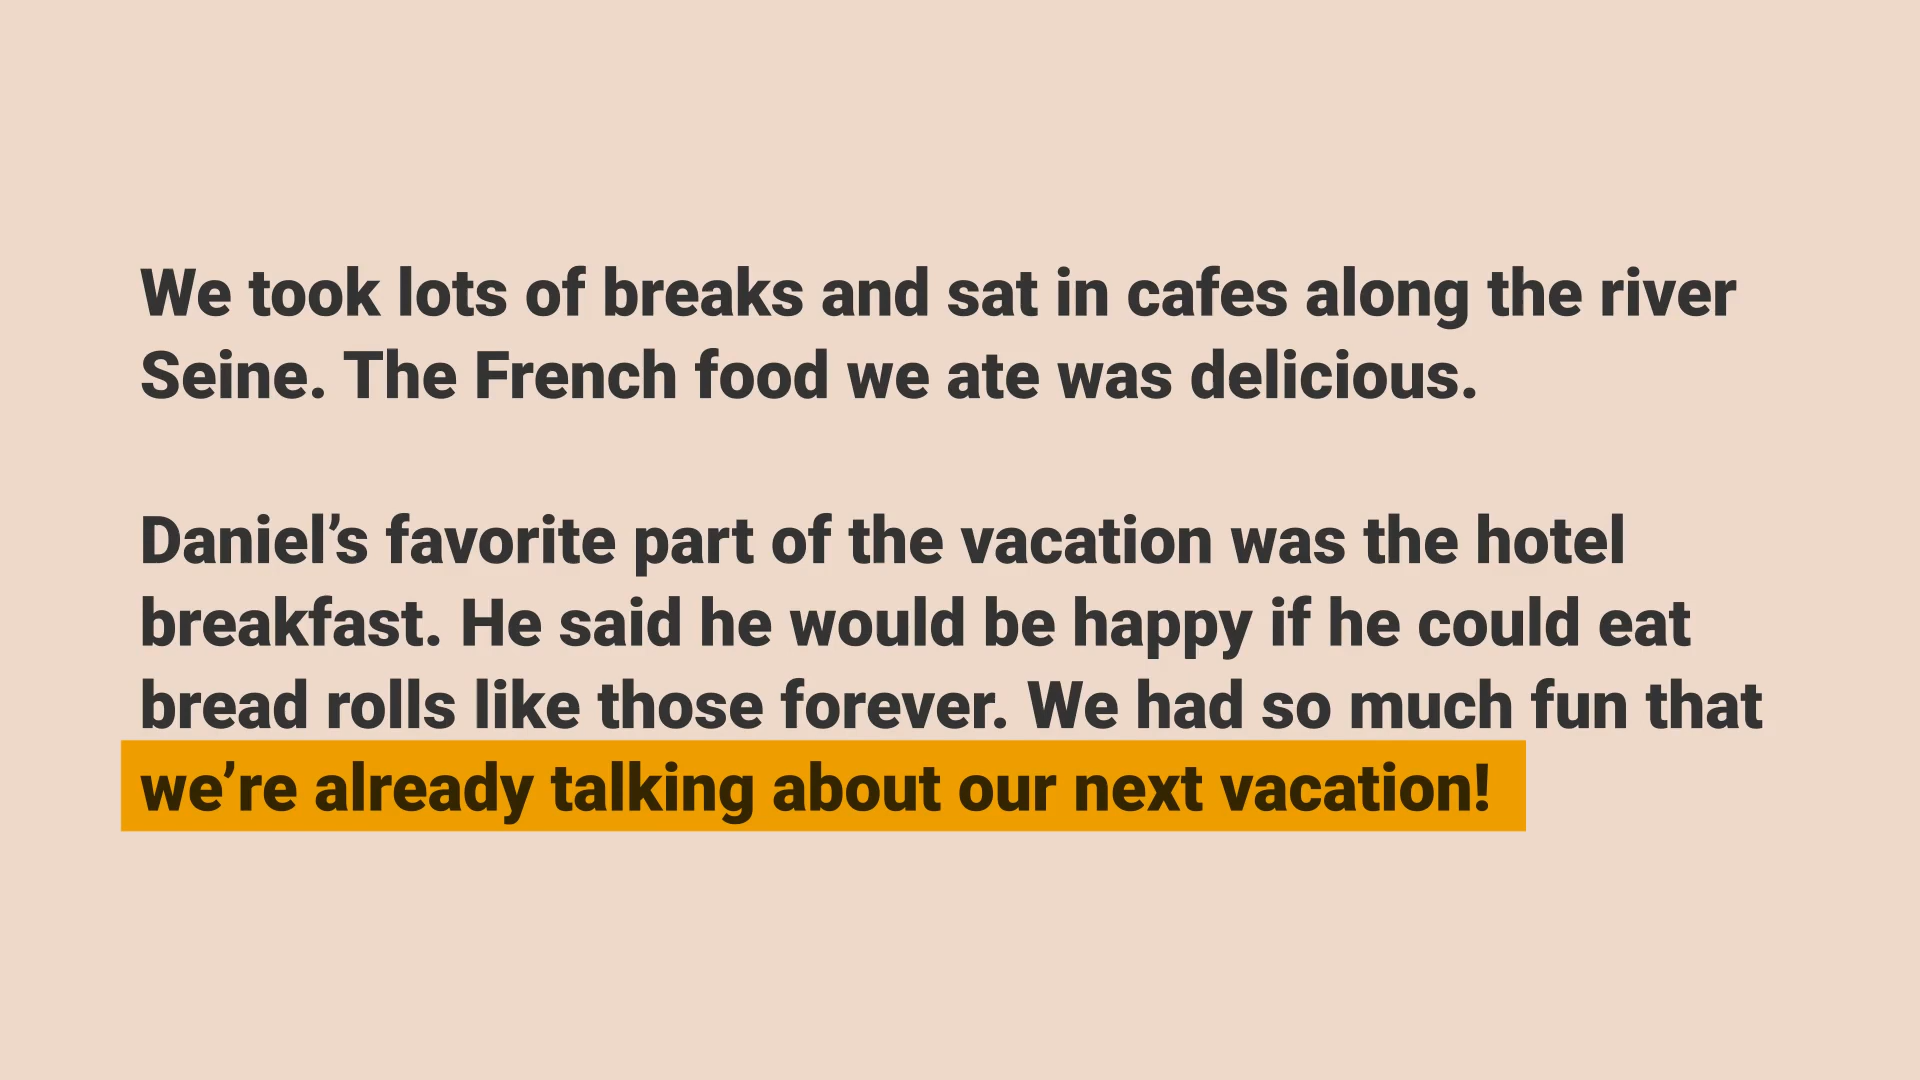 We took lots of breaks and sat in cafes along the river
Seine. The French food we ate was delicious.
Daniel’s favorite part of the vacation was the hotel
breakfast. He said he would be happy if he could eat
bread rolls like those forever. We had so much fun that
we’re already talking about our next vacation!